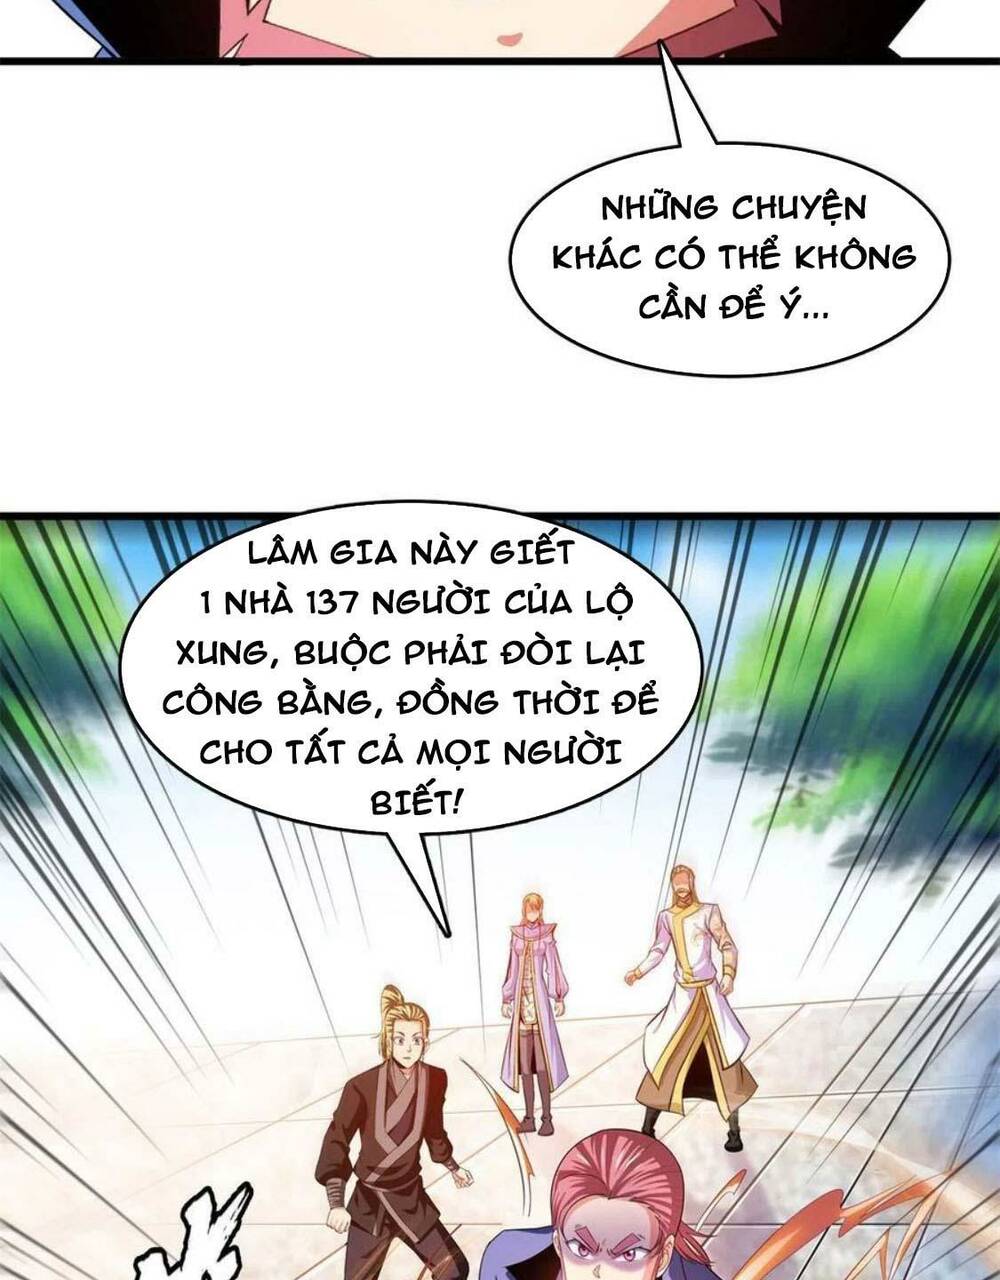 NHỮNG CHUYỆN
KHÁC CÓ THỂ KHÔNG
CẦN ĐỂ Ý...
LÂM GIA NÀY GIẾT
1 NHÀ 137 NGƯỜI CỦA LỘ
XUNG, BUỘC PHẢI ĐÒI LẠI
CÔNG BẰNG, ĐỒNG THỜI ĐỂ
CHO TẤT CẢ MỌI NGƯỜI
BIẾT!